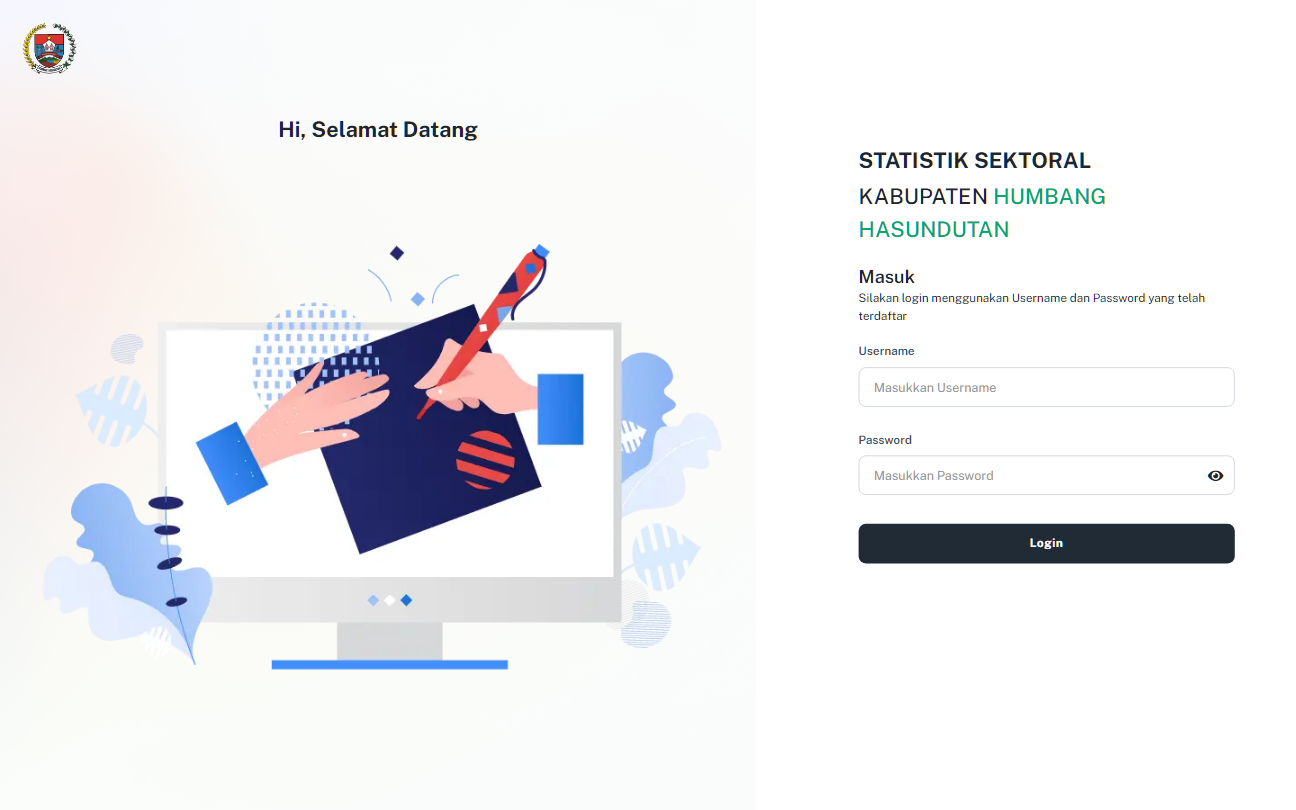 Hi, Selamat Datang
STATISTIK SEKTORAL
KABUPATEN HUMBANG
HASUNDUTAN
Masuk
Silakan login menggunakan Username dan Password yang telah
terdaftar
Username
Masukkan Username
Password
Masukkan Password
Login